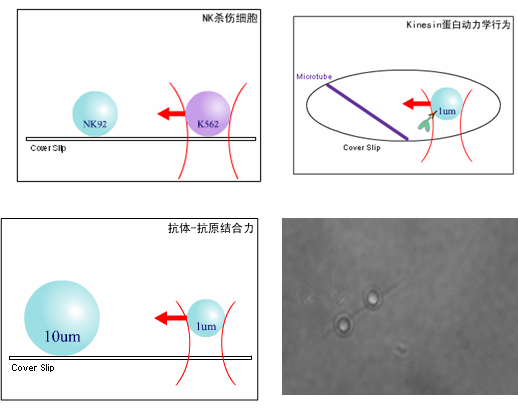 NK杀伤细胞
NK92
K562
Cover Slip
Kinesin蛋白动力学行为
Microtube
1um
Cover Slip
抗体-抗原结合力
10um
1um
Cover Slip